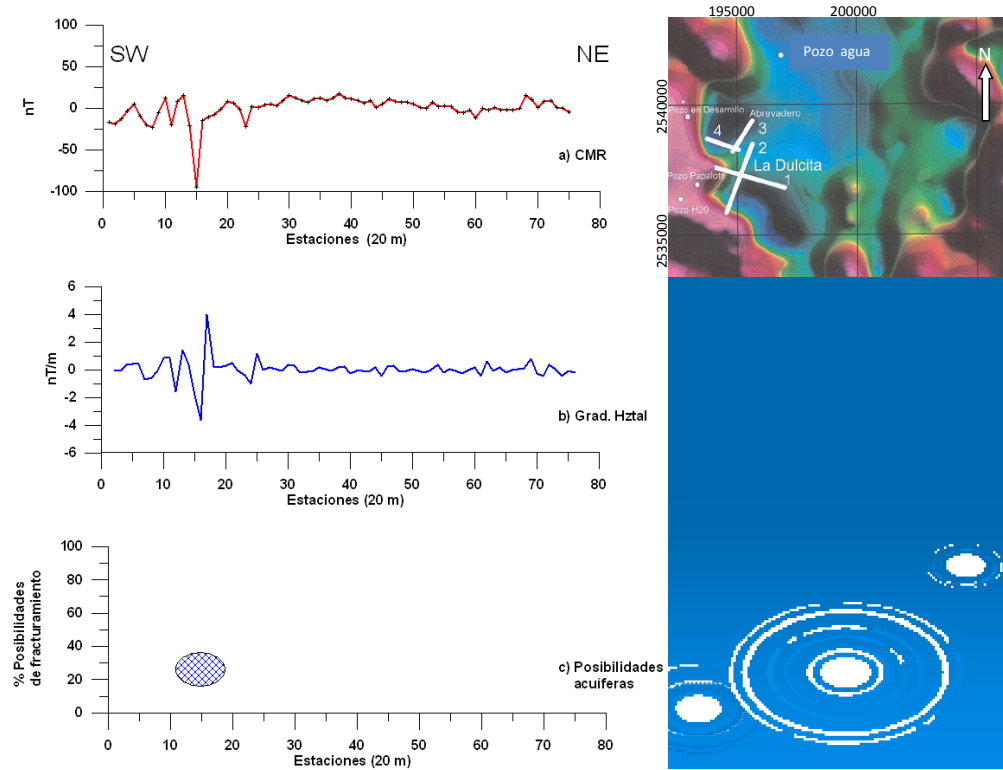 SW
NE
100
50
0
-50
-100
nT
a) CMR
0
10
20
30
40
50
60
70
80
Estaciones (20 m)
6
4
2
0
-2
-4
-6
nT/m
b) Grad. Hztal
0
10
20
30
40
50
60
70
80
Estaciones (20 m)
100
80
60
40
20
0
% Posibilidades
de fracturamiento
c) Posibilidades
acuíferas
0
10
20
30
40
50
60
70
80
Estaciones (20 m)
195000
200000
Pozo agua
N
2540000
2535000
Pozo en Desarrollo
Abravadero
4
3
2
La Dulcita
Pozo Papalote
1
Pozo H20